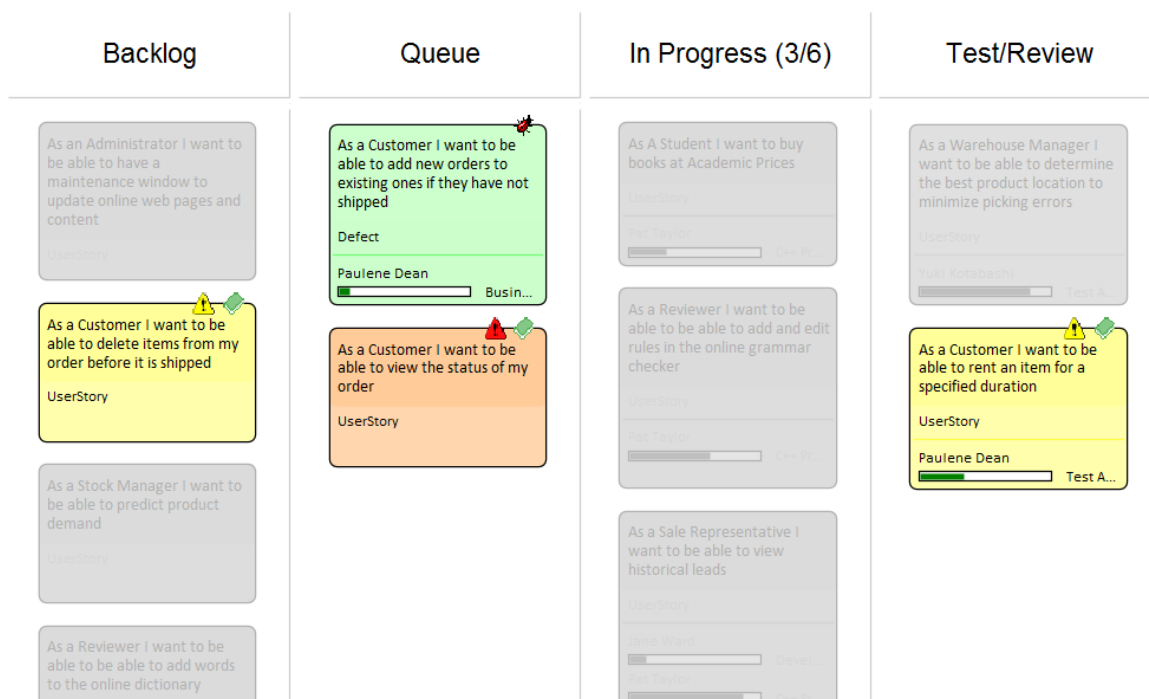 Backlog
As an Administrator I want to
be able to have a
maintenance window to
update online web pages and
content
UserStory
As a Customer I want to be
able to delete items from my
order before it is shipped
UserStory
As a Stock Manager I want to
be able to predict product
demand
UserStory
As a Reviewer I want to be
able to be able to add words
to the online dictionary
Queue
As a Customer I want to be
able to add new orders to
existing ones if they have not
shipped
Defect
Paulene Dean
Busin...
As a Customer I want to be
able to view the status of my
order
UserStory
In Progress (3/6)
As A Student I want to buy
books at Academic Prices
UserStory
Pat Taylor
C++ Pr...
As a Reviewer I want to be
able to be able to add and edit
rules in the online grammar
checker
UserStory
Pat Taylor
C++ Pr...
As a Sale Representative I
want to be able to view
historical leads
UserStory
Jane Ward
Devel...
Pat Taylor
C++ Pr...
Test/Review
As a Warehouse Manager I
want to be able to determine
the best product location to
minimize picking errors
UserStory
Yuki Kotabashi
Test A...
As a Customer I want to be
able to rent an item for a
specified duration
UserStory
Paulene Dean
Test A...